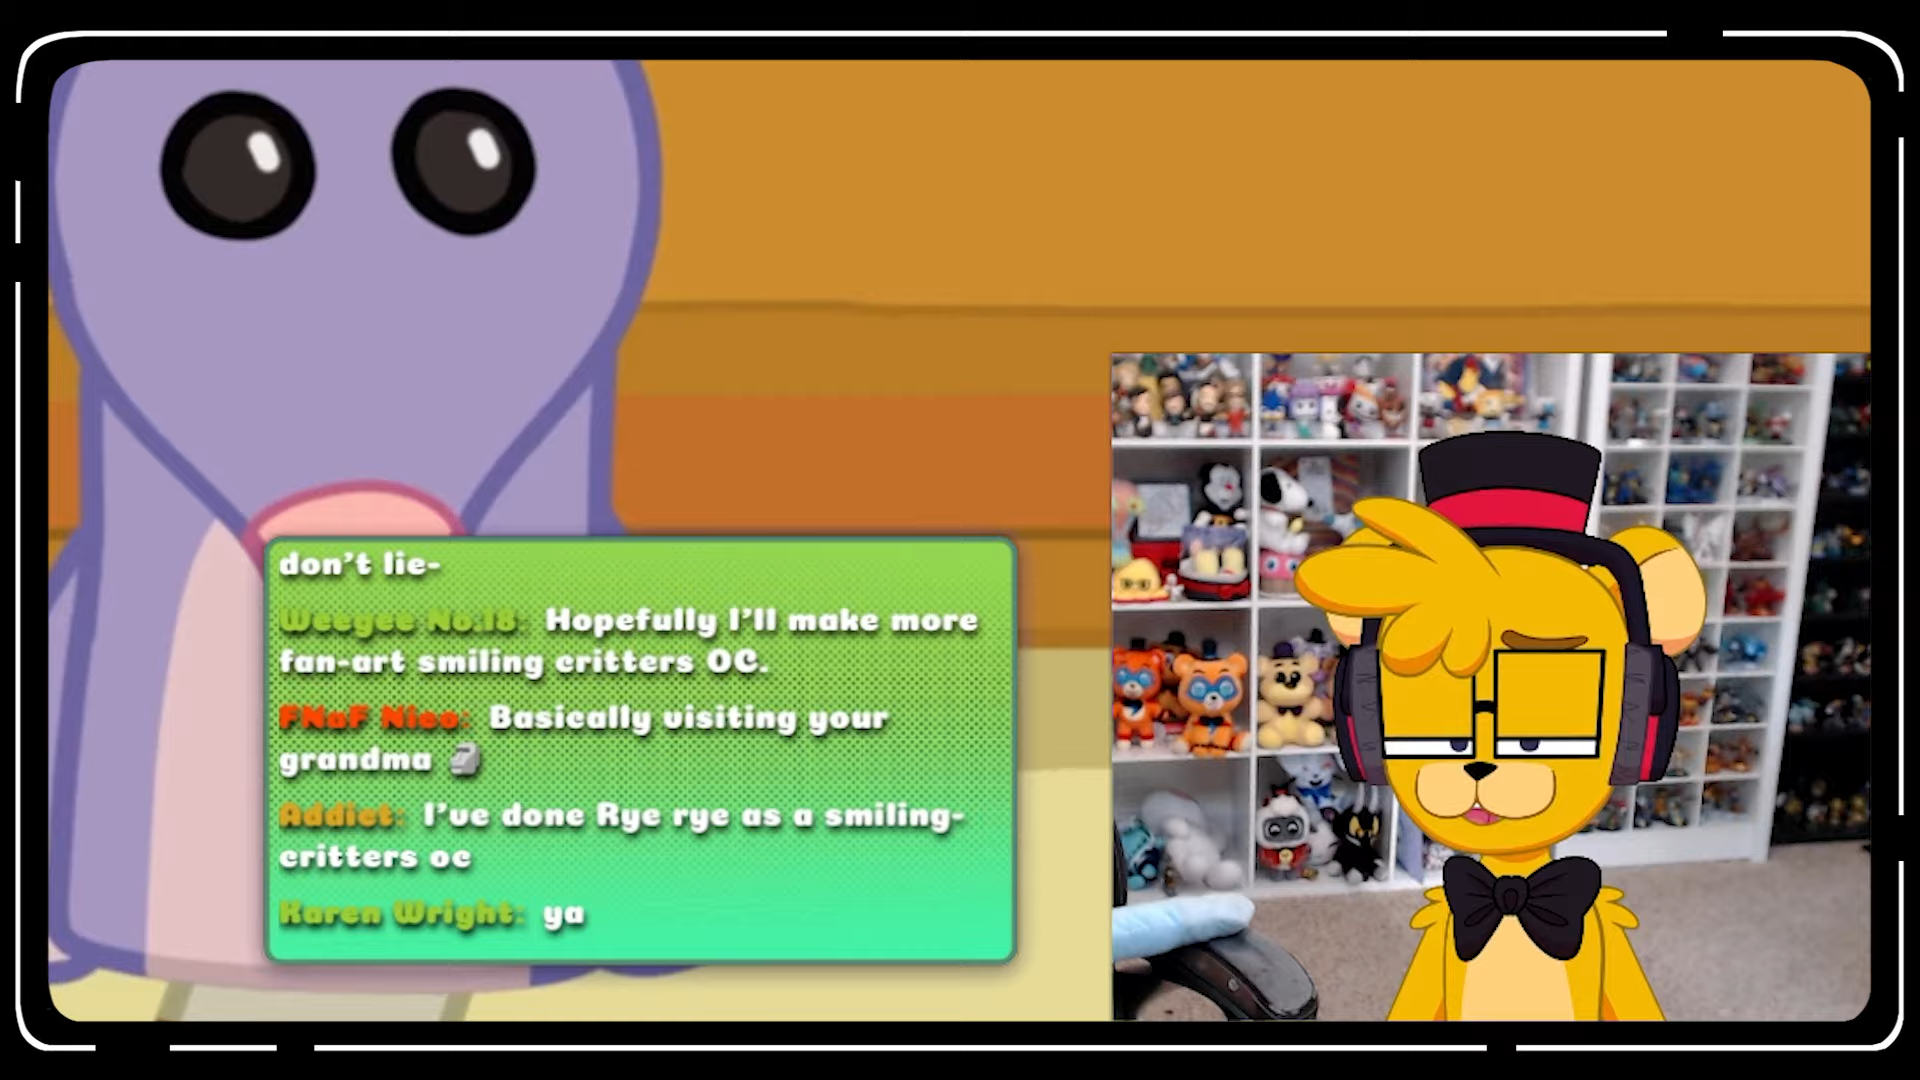 don't lie-
Weegee No.18: Hopefully I'll make more
fan-art smiling critters OC.
FNaF Nico: Basically visiting your
grandma
Addict: I've done Rye rye as a smiling-
critters oc
Karen Wright: ya